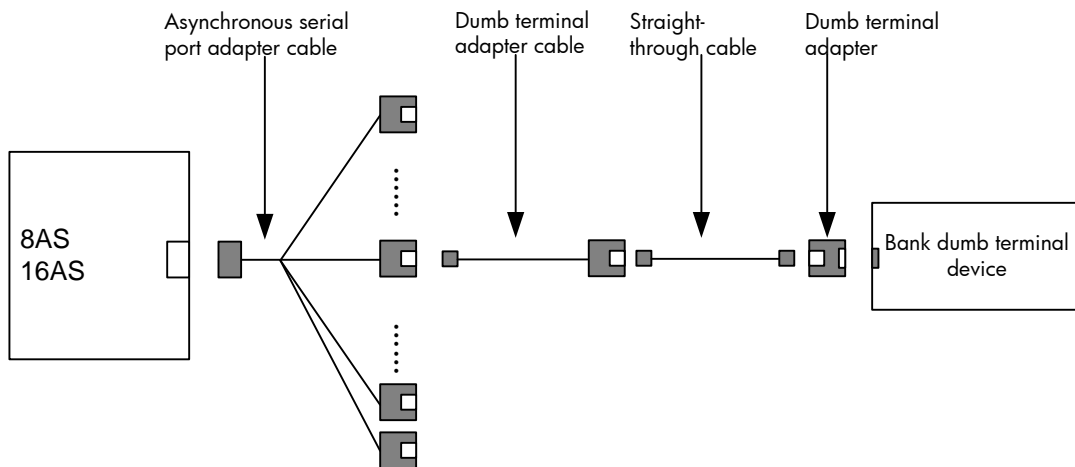 Asynchronous serial
port adapter cable
Dumb terminal
adapter cable
Straight-
through cable
Dumb terminal
adapter
8AS
16AS
Bank dumb terminal
device